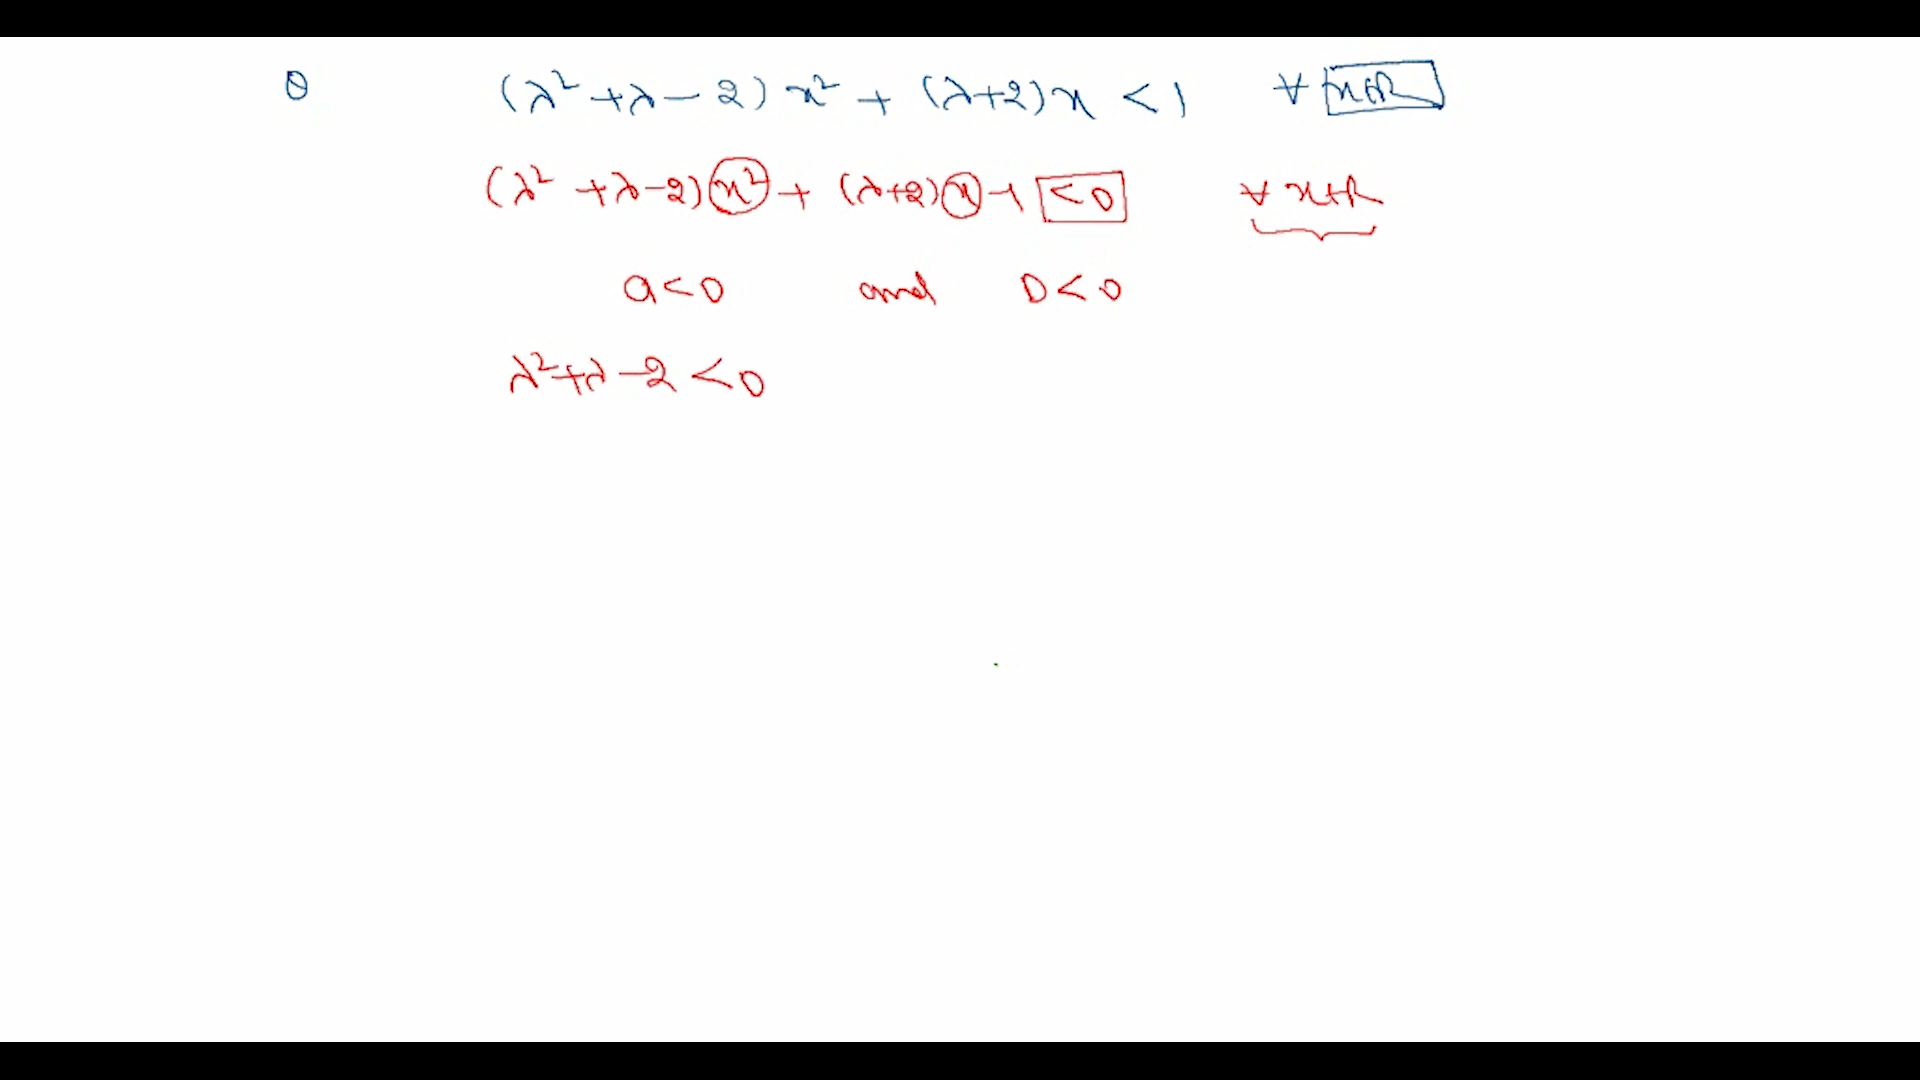 Q (λ² + λ - 2) x² + (λ+2) x < 1 ∀ x∈R
(λ² + λ - 2) x² + (λ+2) x - 1 < 0 ∀ x∈R
a < 0 and D < 0
λ² + λ - 2 < 0